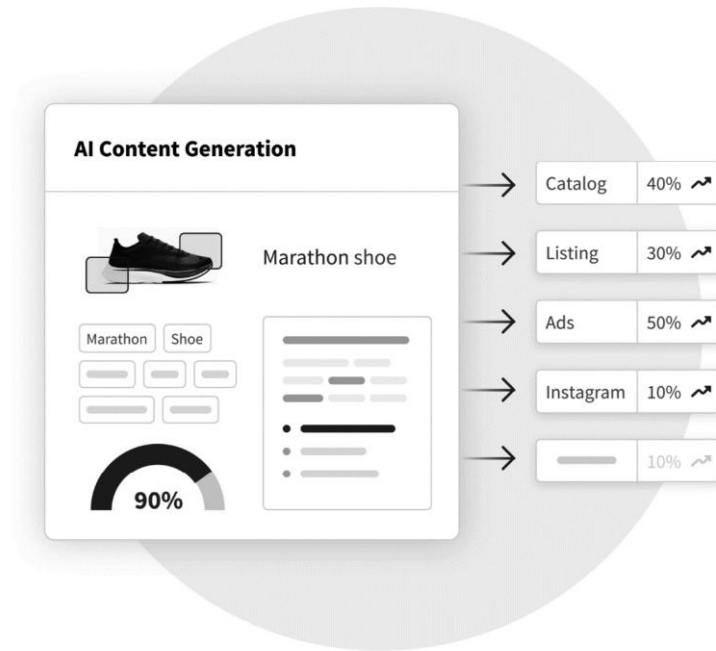 AI Content Generation
Marathon shoe
Marathon Shoe
90%
Catalog 40%
Listing 30%
Ads 50%
Instagram 10%
10%